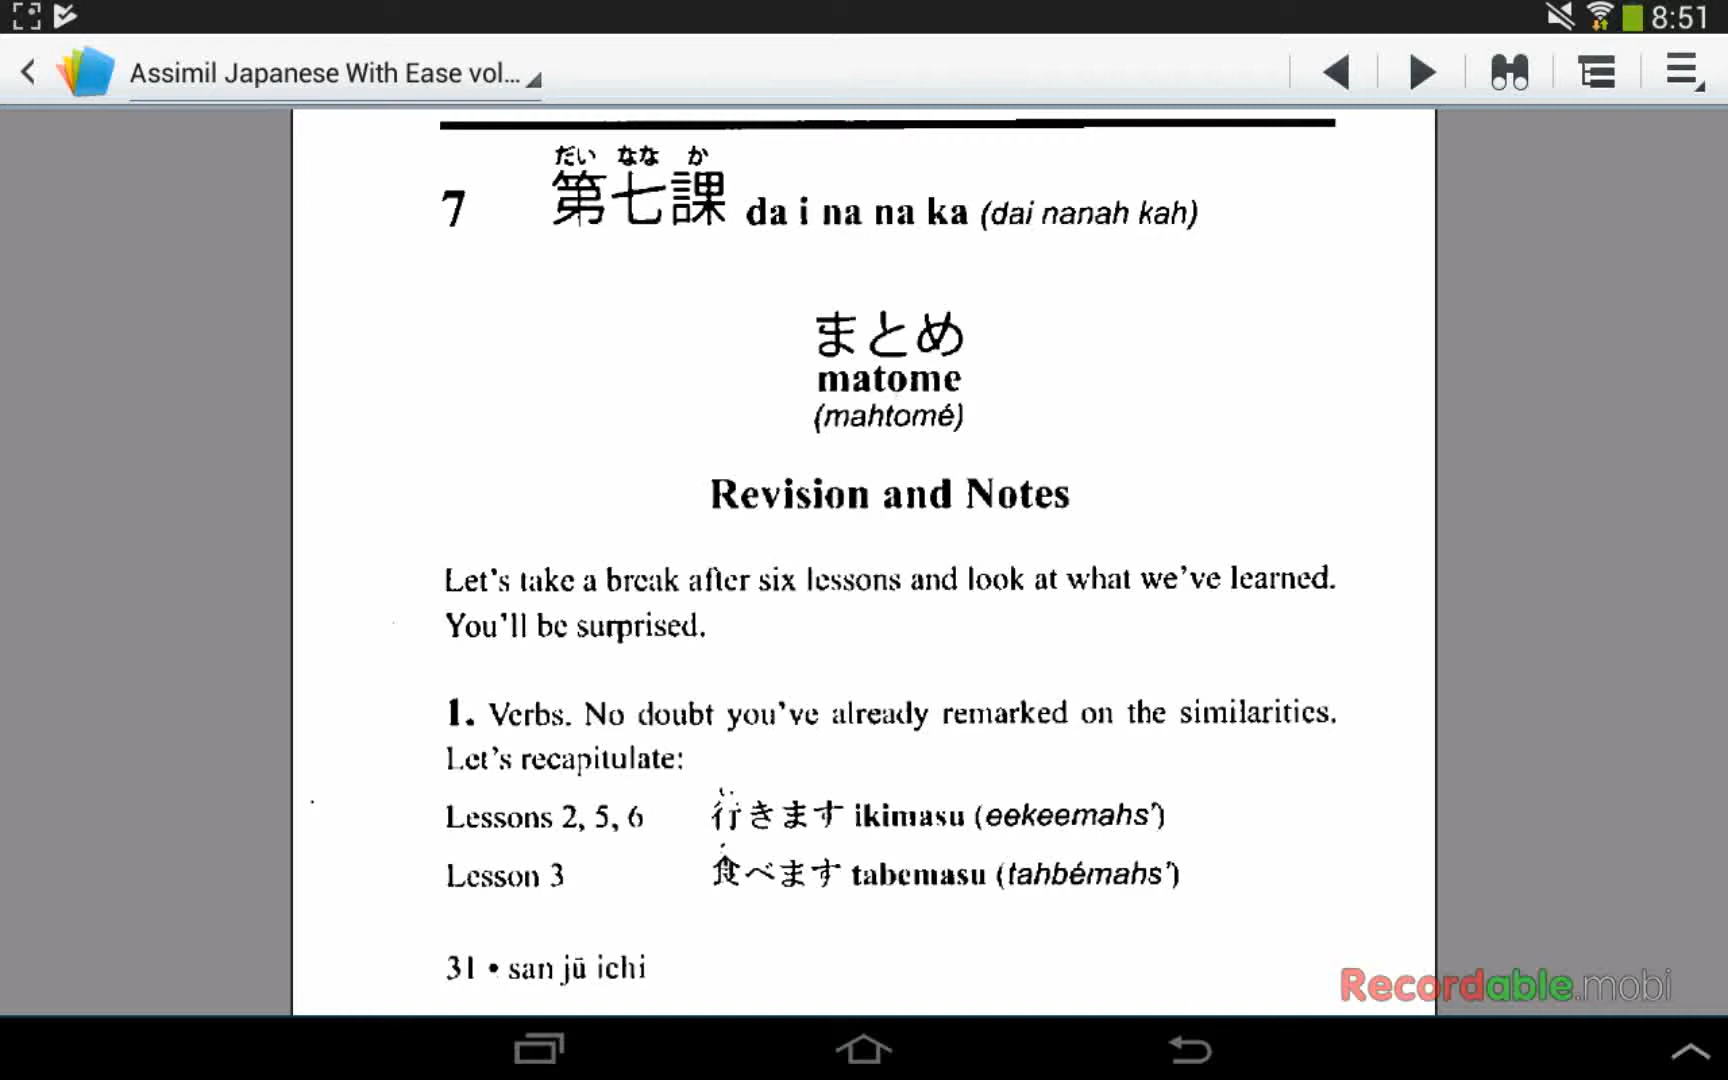 8:51
Assimil Japanese With Ease vol...
だい なな か
7 第七課 da i na na ka (dai nanah kah)
まとめ
matome
(mahtomé)
Revision and Notes
Let's take a break after six lessons and look at what we've learned.
You'll be surprised.
1. Verbs. No doubt you've already remarked on the similarities.
Let's recapitulate:
い
Lessons 2, 5, 6 行きます ikimasu (eekeemahs')
Lesson 3 食べます tabemasu (tahbémahs')
31 • san jū ichi
Recordable.mobi